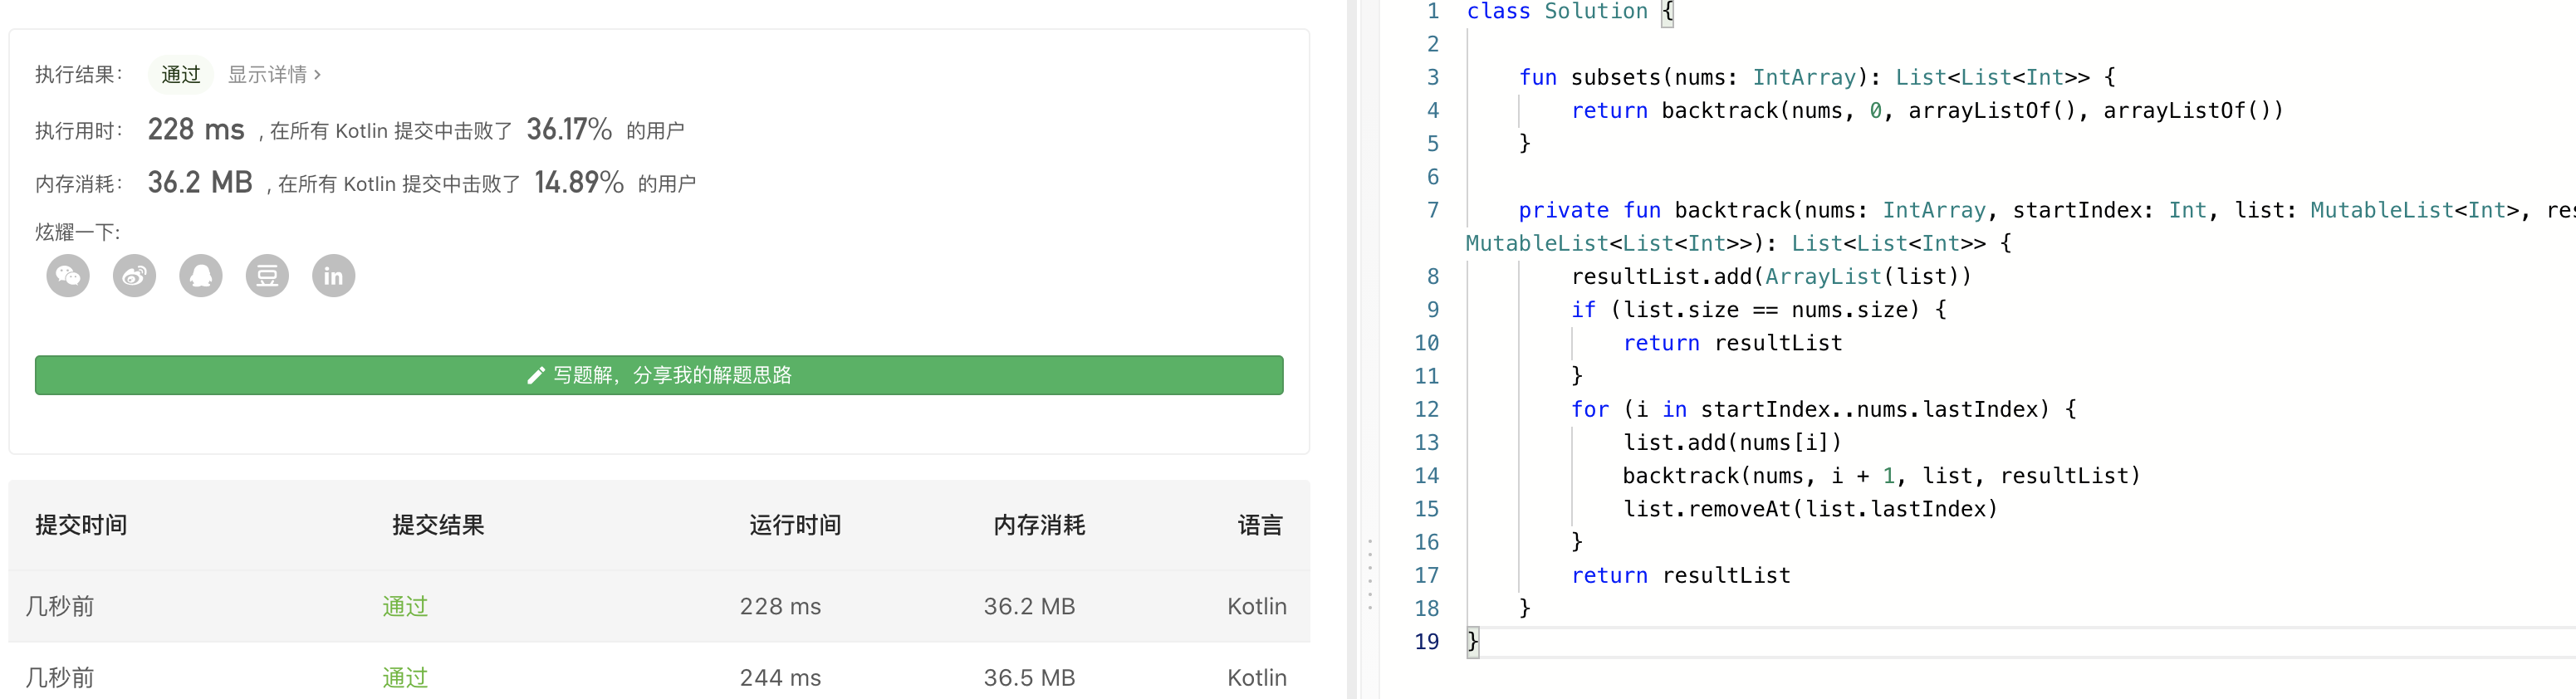 执行结果: 通过 显示详情 >
执行用时: 228 ms , 在所有 Kotlin 提交中击败了 36.17% 的用户
内存消耗: 36.2 MB , 在所有 Kotlin 提交中击败了 14.89% 的用户
炫耀一下:
豆 in
写题解，分享我的解题思路
提交时间 提交结果 运行时间 内存消耗 语言
几秒前 通过 228 ms 36.2 MB Kotlin
几秒前 通过 244 ms 36.5 MB Kotlin
1 class Solution {
2
3     fun subsets(nums: IntArray): List<List<Int>> {
4         return backtrack(nums, 0, arrayListOf(), arrayListOf())
5     }
6
7     private fun backtrack(nums: IntArray, startIndex: Int, list: MutableList<Int>, res
MutableList<List<Int>>): List<List<Int>> {
8         resultList.add(ArrayList(list))
9         if (list.size == nums.size) {
10             return resultList
11         }
12         for (i in startIndex..nums.lastIndex) {
13             list.add(nums[i])
14             backtrack(nums, i + 1, list, resultList)
15             list.removeAt(list.lastIndex)
16         }
17         return resultList
18     }
19 }